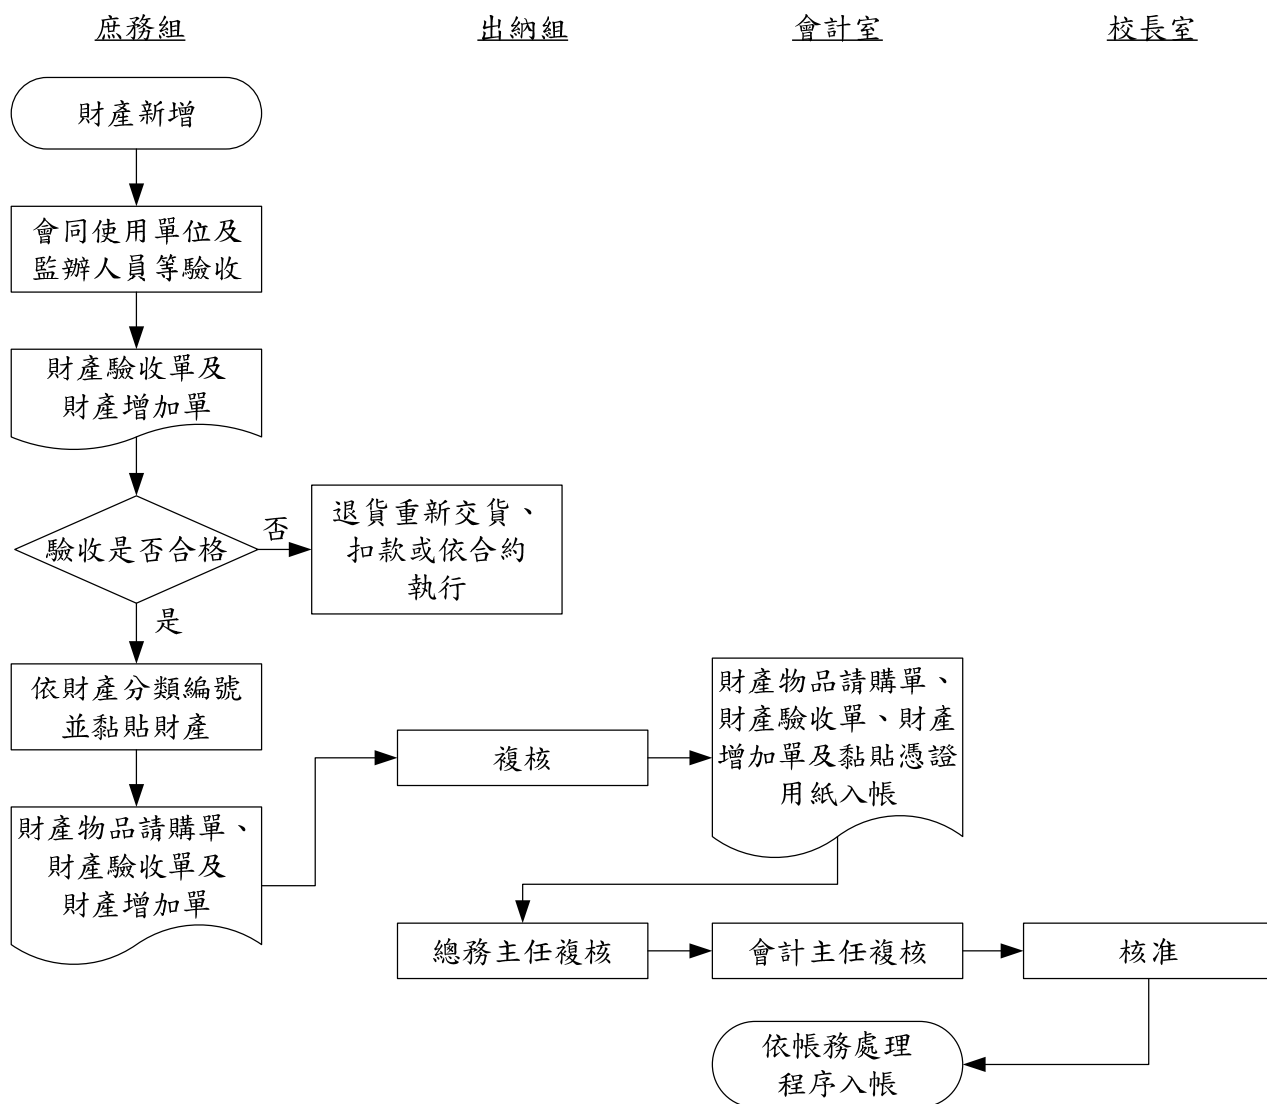 庶務組
出納組
會計室
校長室
財產新增
會同使用單位及
監辦人員等驗收
財產驗收單及
財產增加單
驗收是否合格
否
退貨重新交貨、
扣款或依合約
執行
是
依財產分類編號
並黏貼財產
財產物品請購單、
財產驗收單及
財產增加單
複核
財產物品請購單、
財產驗收單、財產
增加單及黏貼憑證
用紙入帳
總務主任複核
會計主任複核
核准
依帳務處理
程序入帳